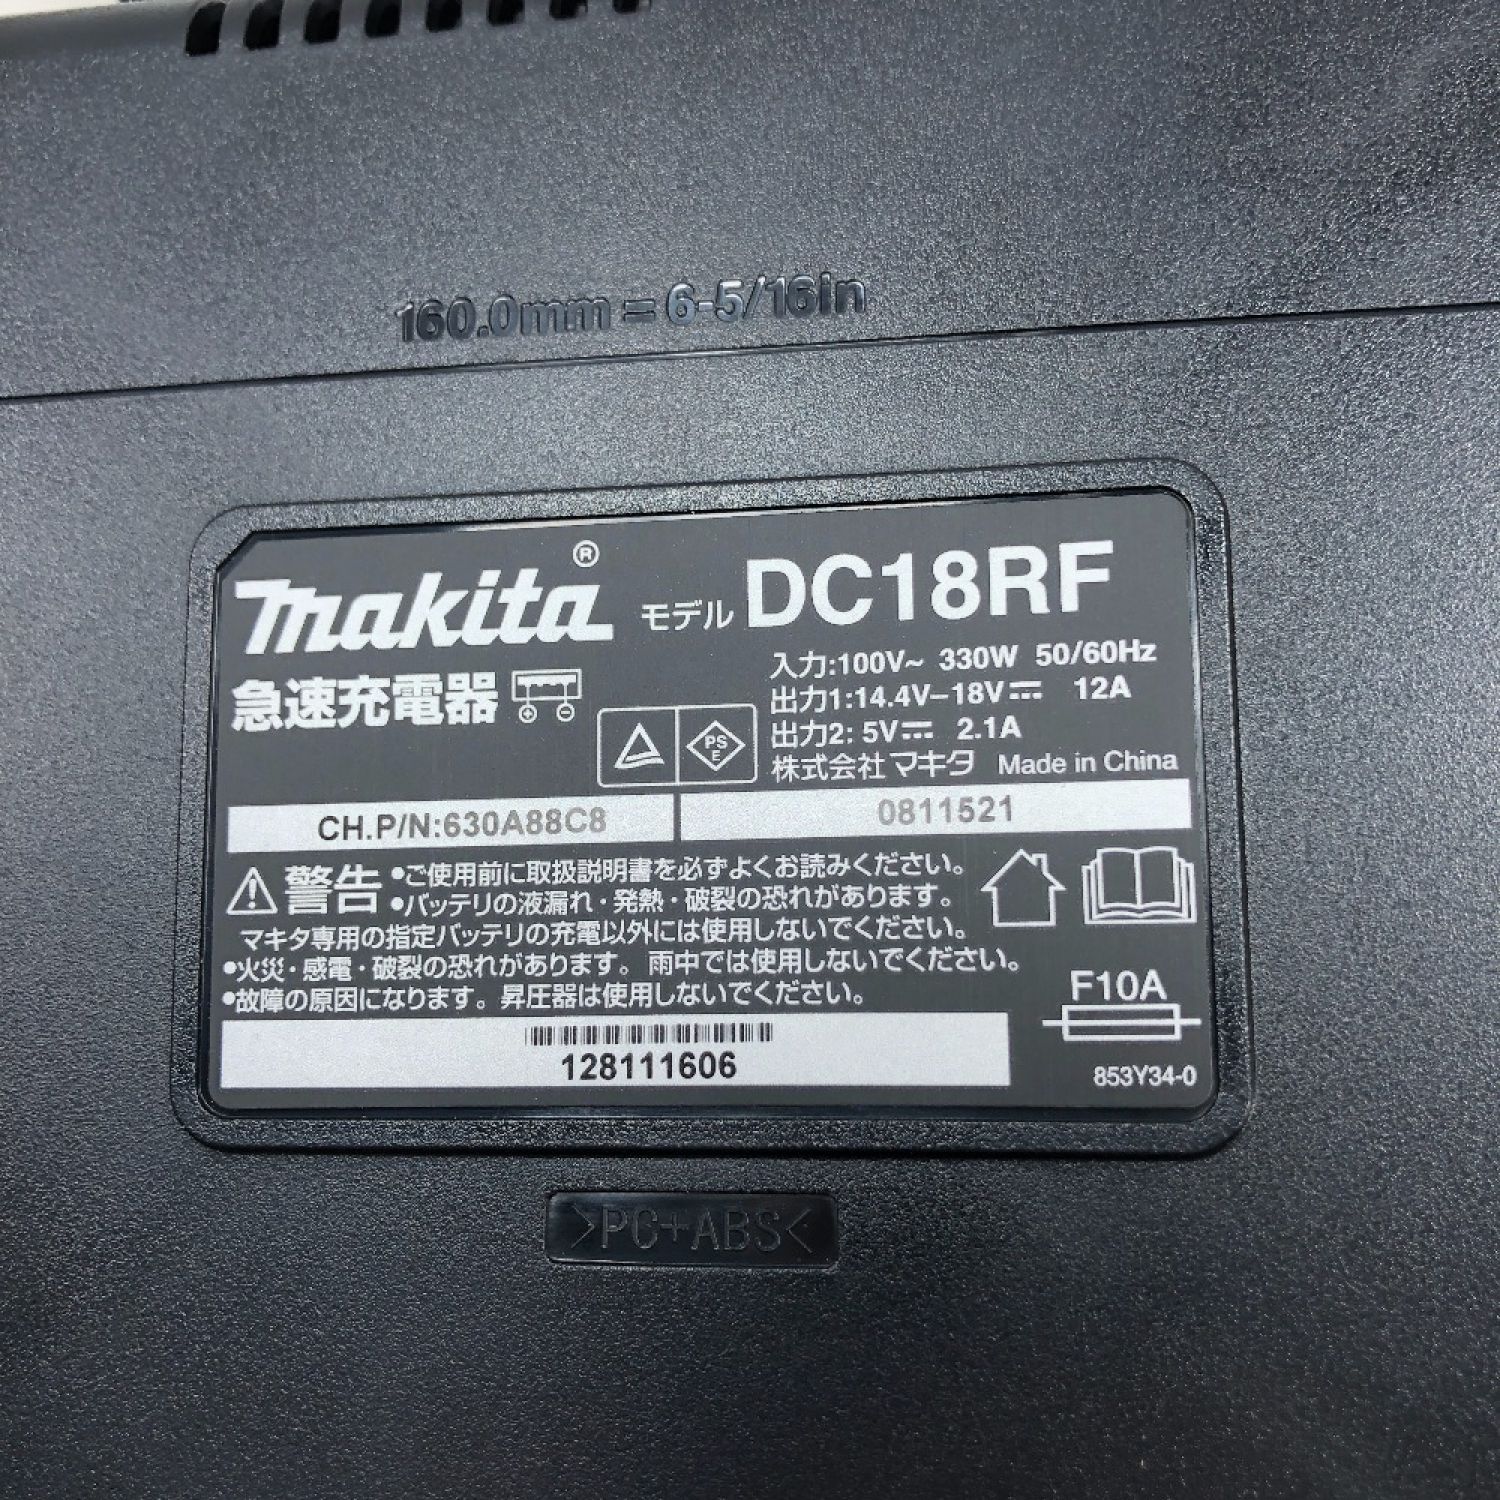 160.0mm = 6-5/16in
makita® モデル DC18RF
急速充電器
入力:100V~ 330W 50/60Hz
出力1:14.4V-18V⎓ 12A
出力2: 5V⎓ 2.1A
株式会社 マキタ Made in China
PS
E
CH.P/N:630A88C8 0811521
警告 •ご使用前に取扱説明書を必ずよくお読みください。
•バッテリの液漏れ・発熱・破裂の恐れがあります。
マキタ専用の指定バッテリの充電以外には使用しないでください。
•火災・感電・破裂の恐れがあります。雨中では使用しないでください。
•故障の原因になります。昇圧器は使用しないでください。
F10A
128111606
853Y34-0
>PC+ABS<